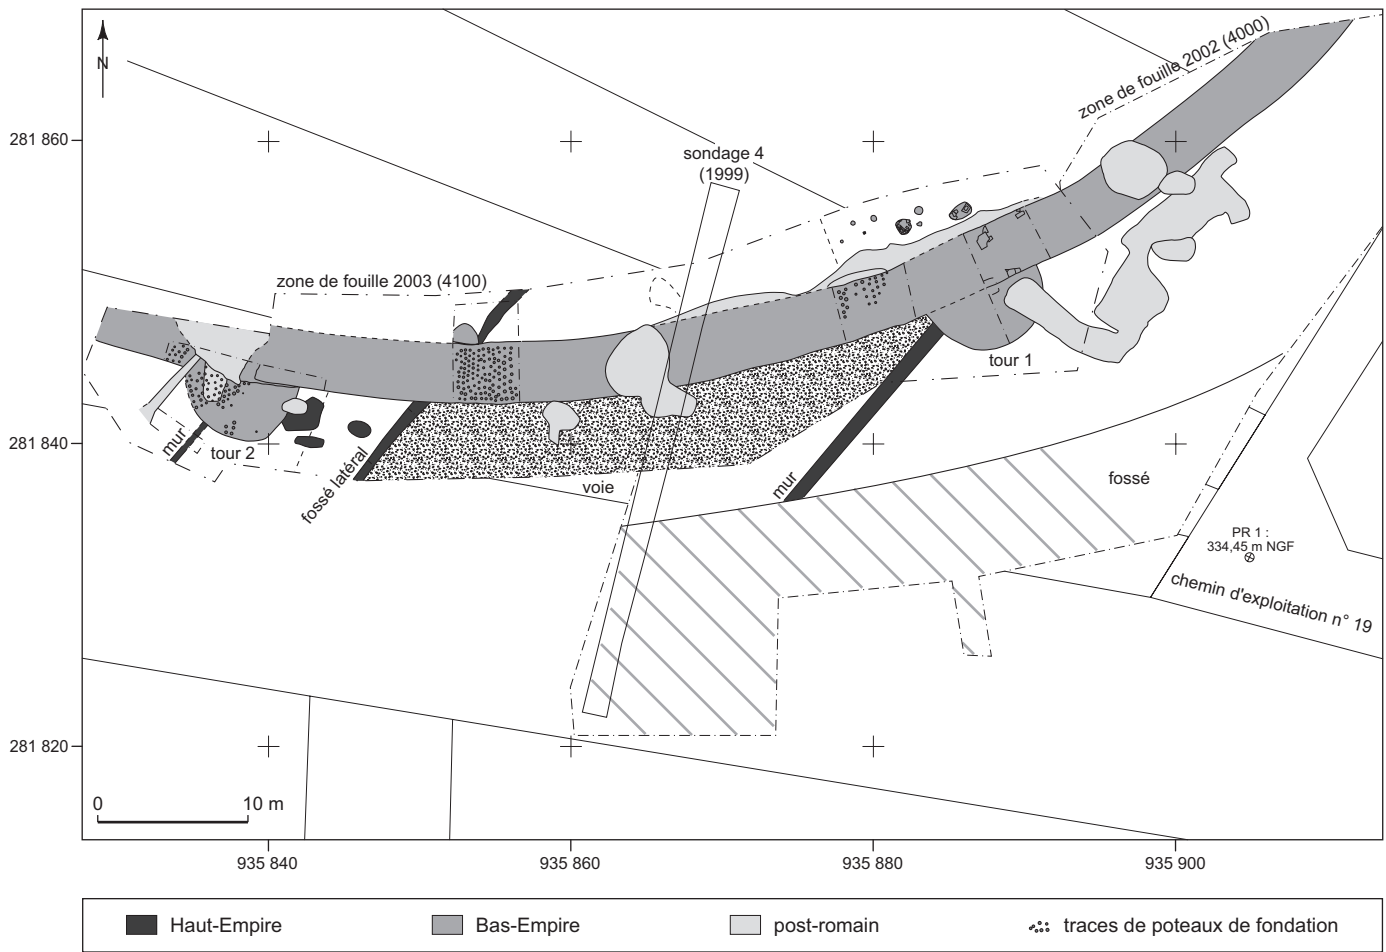 N
zone de fouille 2002 (4000)
281 860
sondage 4
(1999)
zone de fouille 2003 (4100)
tour 1
mur
tour 2
fossé latéral
281 840
voie
mur
fossé
PR 1 :
334,45 m NGF
chemin d'exploitation n° 19
281 820
0 10 m
935 840 935 860 935 880 935 900
Haut-Empire Bas-Empire post-romain traces de poteaux de fondation